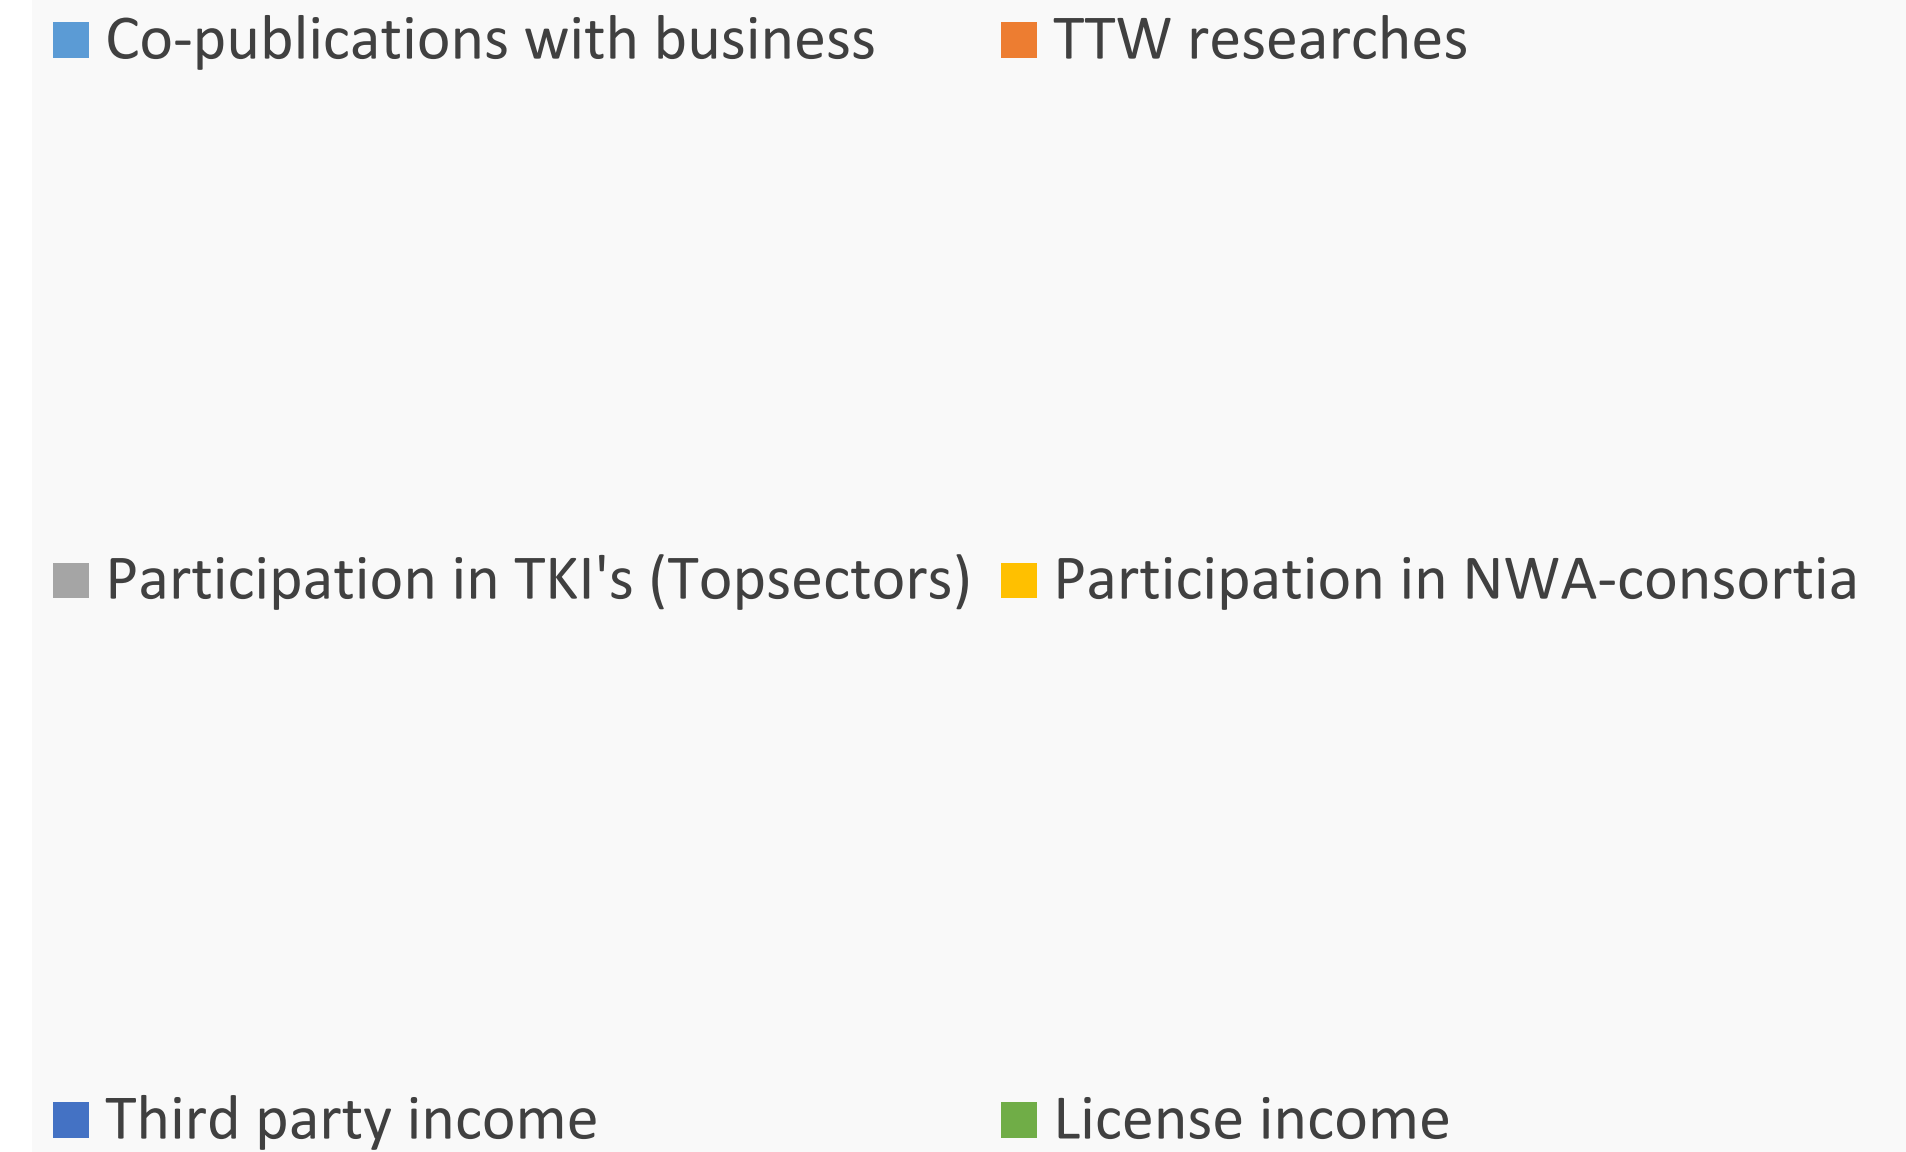 Co-publications with business
TTW researches
Participation in TKI's (Topsectors)
Participation in NWA-consortia
Third party income
License income